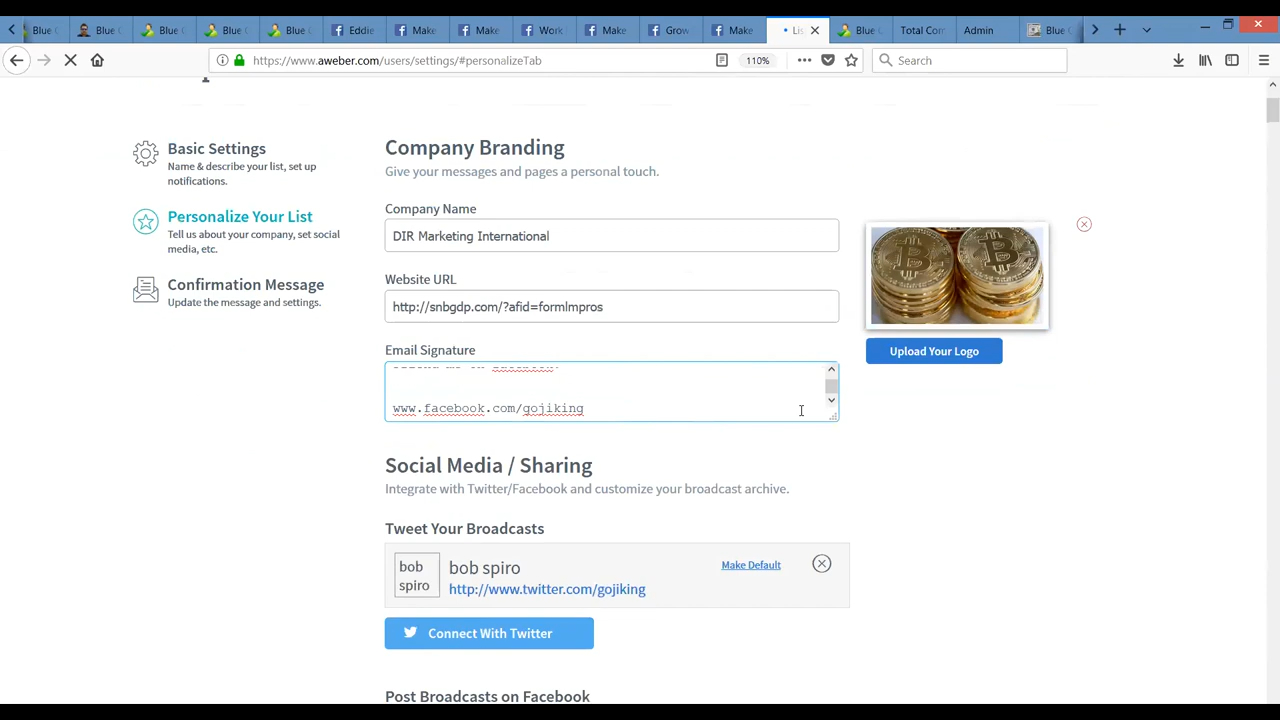 Blue
Blue
Blue
Blue
Blue
Eddie
Make
Make
Work
Make
Grow
Make
Lis
Blue
Total Com
Admin
Blue
https://www.aweber.com/users/settings/#personalizeTab
110%
Search
Basic Settings
Name & describe your list, set up
notifications.
Personalize Your List
Tell us about your company, set social
media, etc.
Confirmation Message
Update the message and settings.
Company Branding
Give your messages and pages a personal touch.
Company Name
DIR Marketing International
Website URL
http://snbgdp.com/?afid=formlmpros
Upload Your Logo
Email Signature
www.facebook.com/gojiking
Social Media / Sharing
Integrate with Twitter/Facebook and customize your broadcast archive.
Tweet Your Broadcasts
bob
spiro
bob spiro
http://www.twitter.com/gojiking
Make Default
Connect With Twitter
Post Broadcasts on Facebook